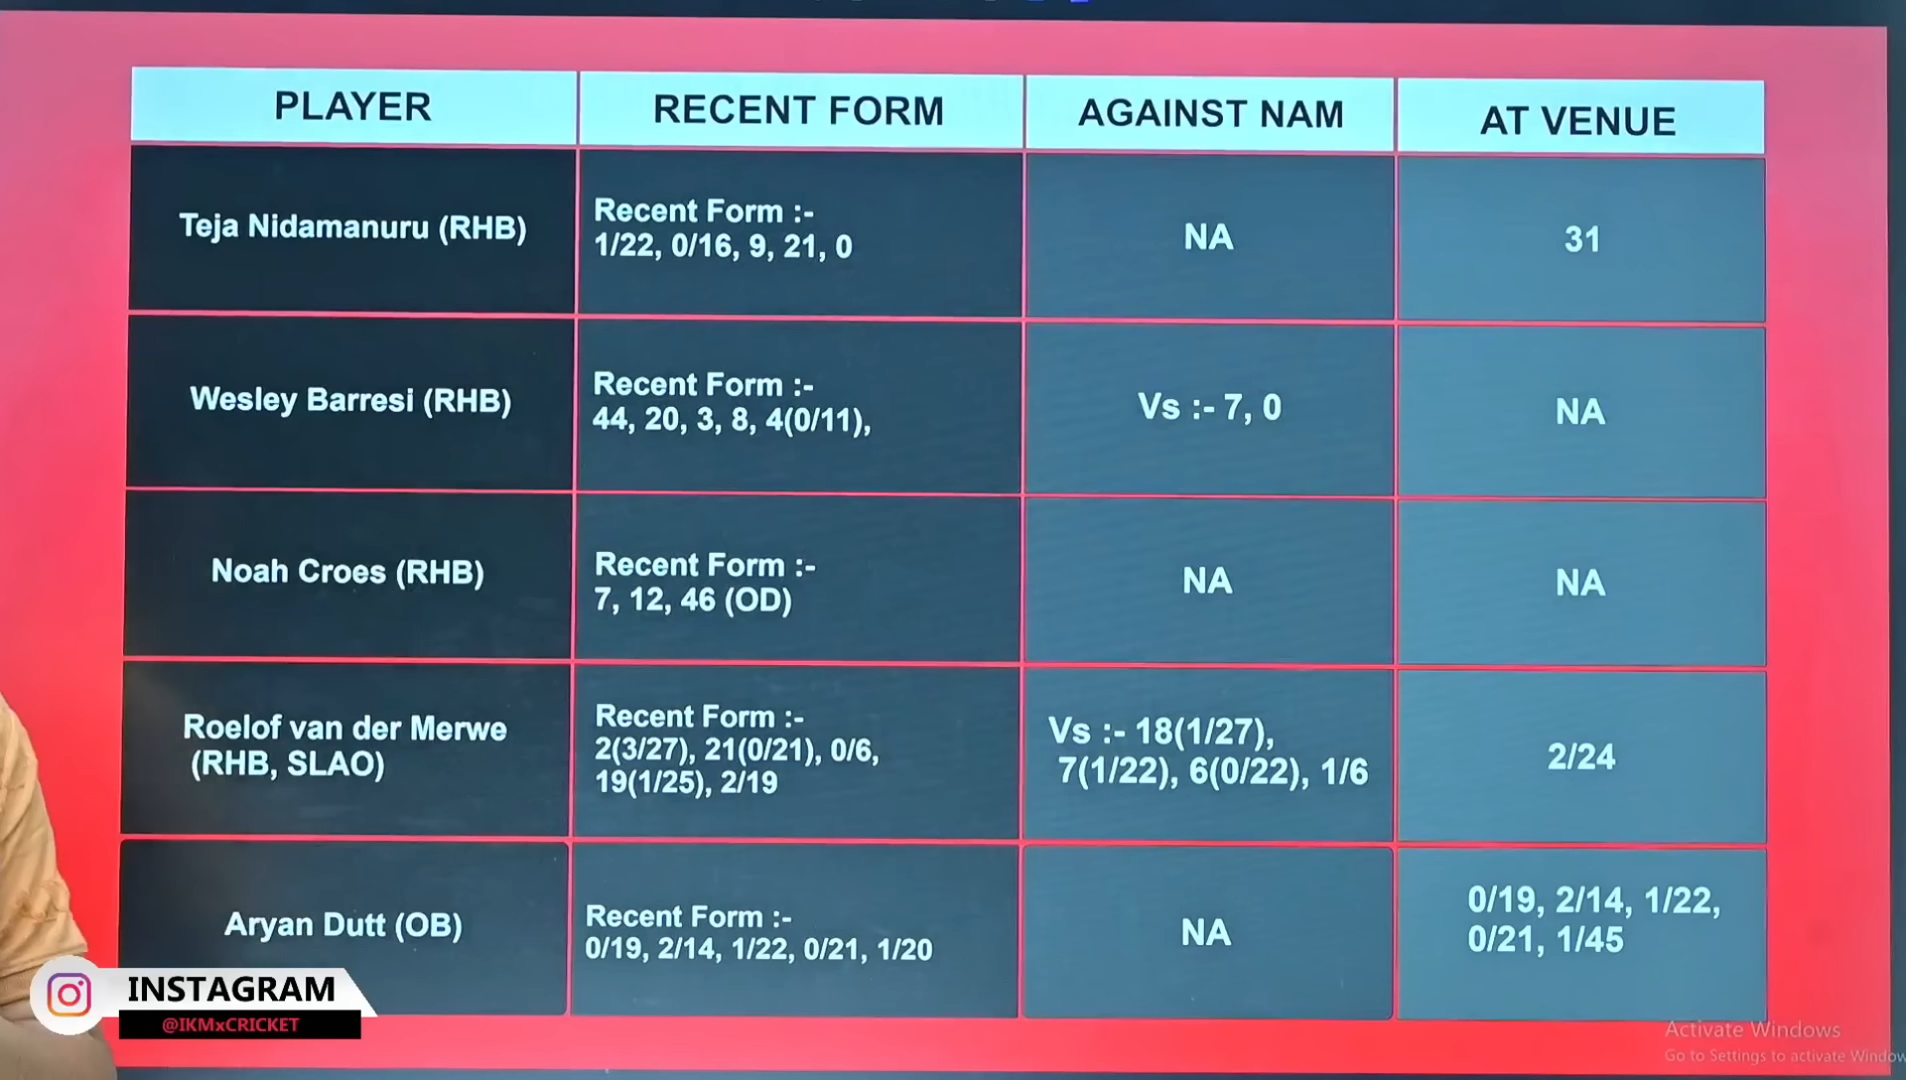 PLAYER
RECENT FORM
AGAINST NAM
AT VENUE
Teja Nidamanuru (RHB)
Recent Form :-
1/22, 0/16, 9, 21, 0
NA
31
Wesley Barresi (RHB)
Recent Form :-
44, 20, 3, 8, 4(0/11),
Vs :- 7, 0
NA
Noah Croes (RHB)
Recent Form :-
7, 12, 46 (OD)
NA
NA
Roelof van der Merwe
(RHB, SLAO)
Recent Form :-
2(3/27), 21(0/21), 0/6,
19(1/25), 2/19
Vs :- 18(1/27),
7(1/22), 6(0/22), 1/6
2/24
Aryan Dutt (OB)
Recent Form :-
0/19, 2/14, 1/22, 0/21, 1/20
NA
0/19, 2/14, 1/22,
0/21, 1/45
INSTAGRAM
@IKMxCRICKET
Activate Windows
Go to Settings to activate Window